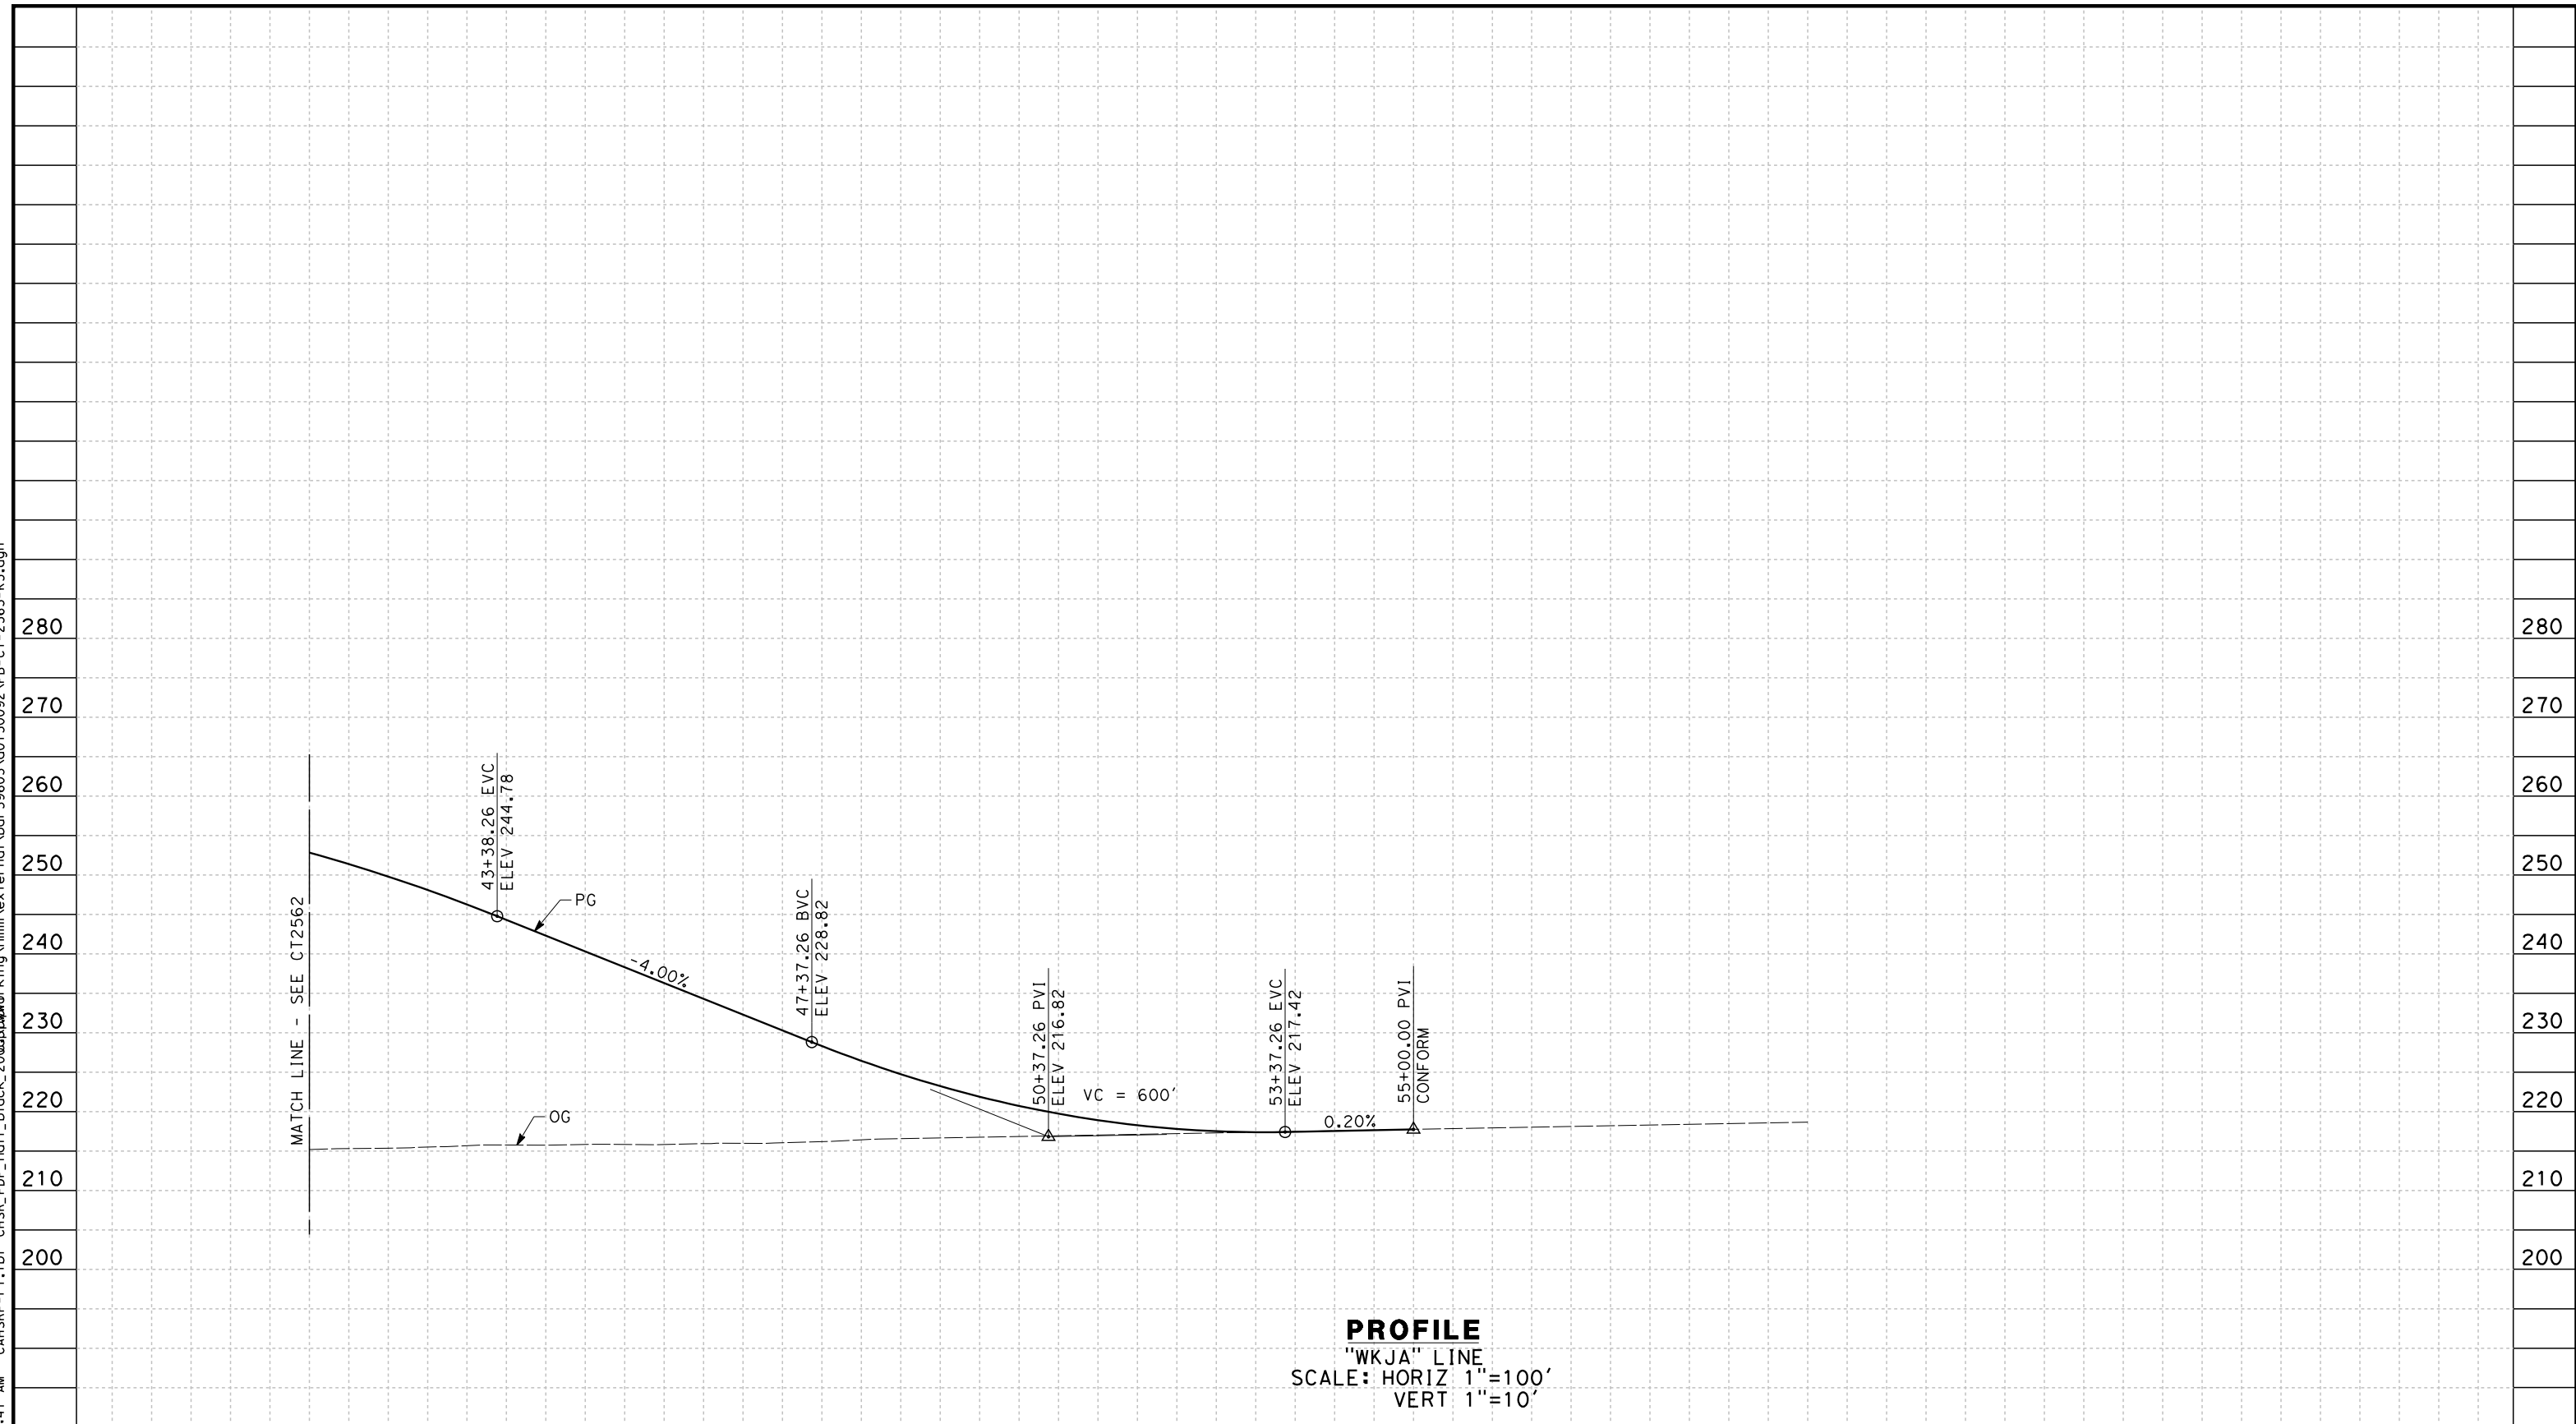 280
270
260
250
240
230
220
210
200
280
270
260
250
240
230
220
210
200
MATCH LINE - SEE CT2562
43+38.26 EVC
ELEV 244.78
PG
-4.00%
OG
47+37.26 BVC
ELEV 228.82
50+37.26 PVI
ELEV 216.82
VC = 600'
53+37.26 EVC
ELEV 217.42
0.20%
55+00.00 PVI
CONFORM
PROFILE
"WKJA" LINE
SCALE: HORIZ 1"=100'
VERT 1"=10'